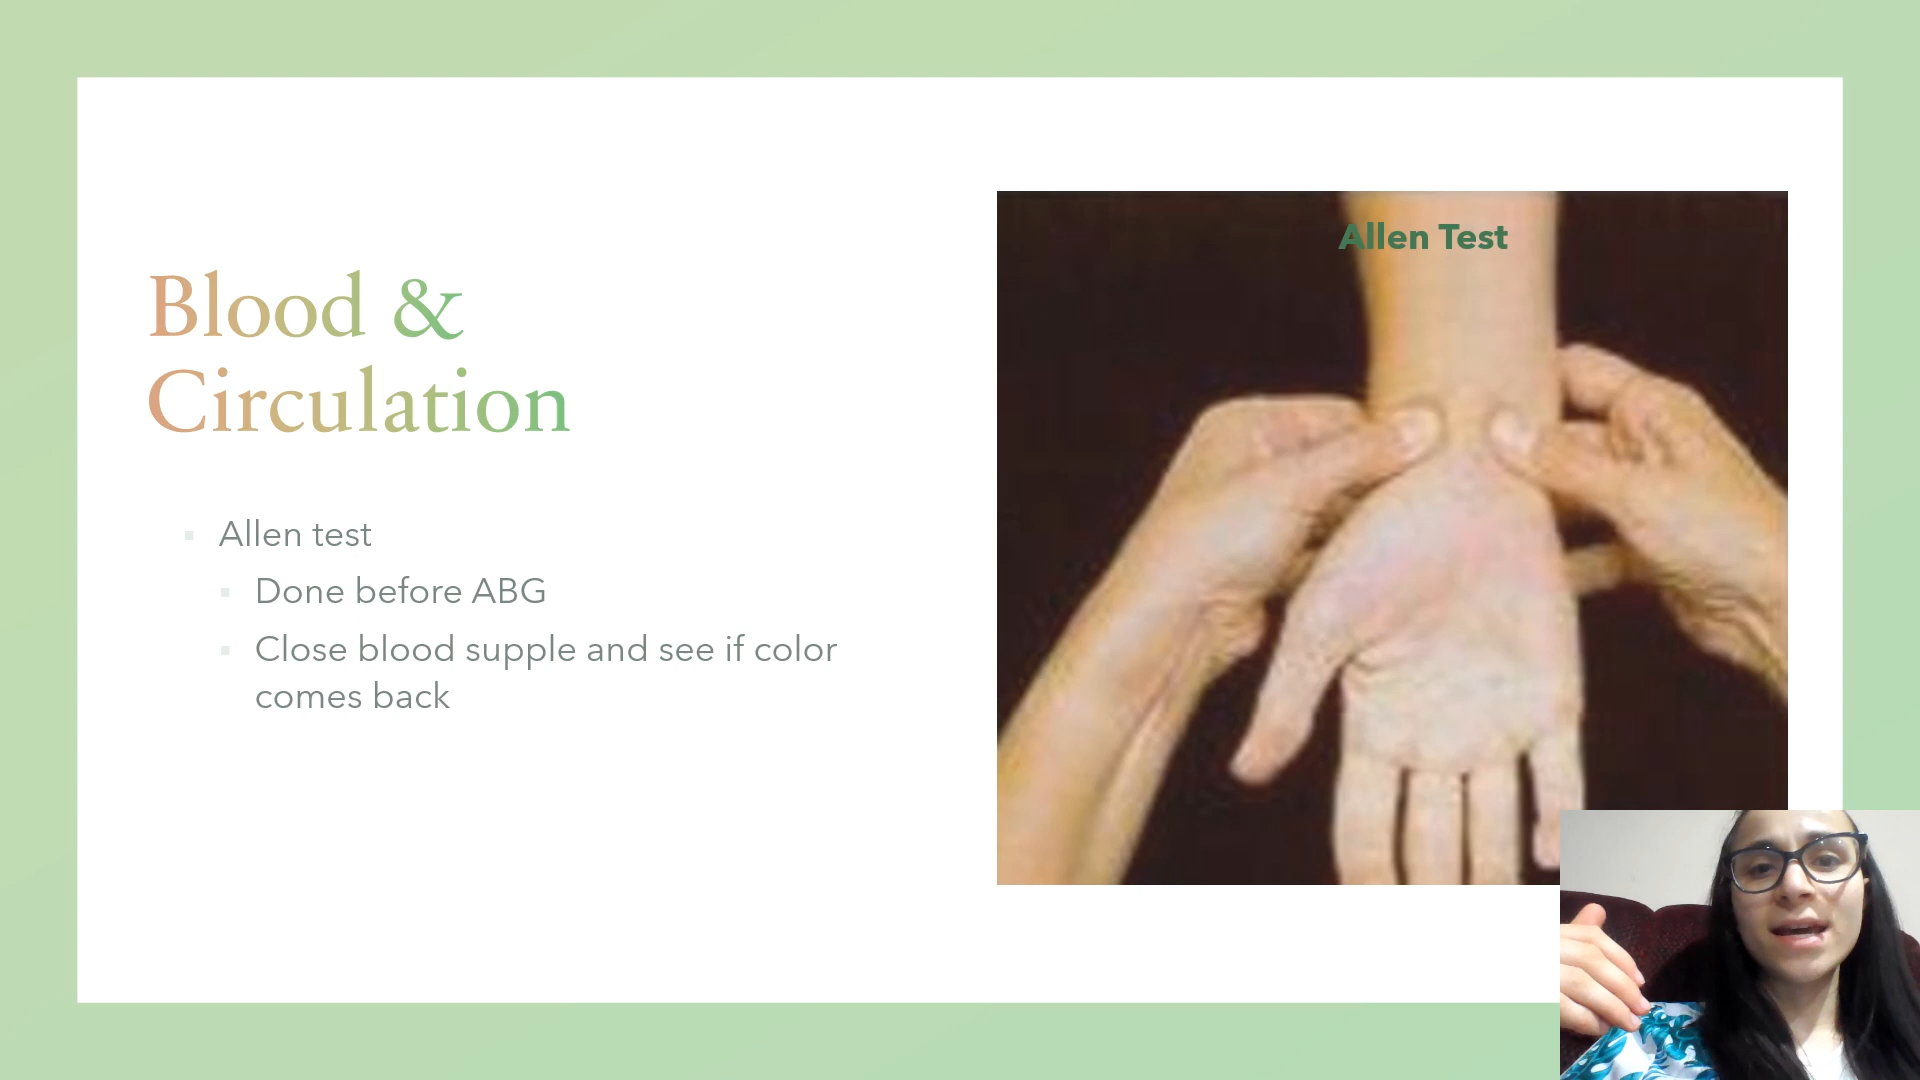 Blood &
Circulation
Allen test
Done before ABG
Close blood supple and see if color
comes back
Allen Test